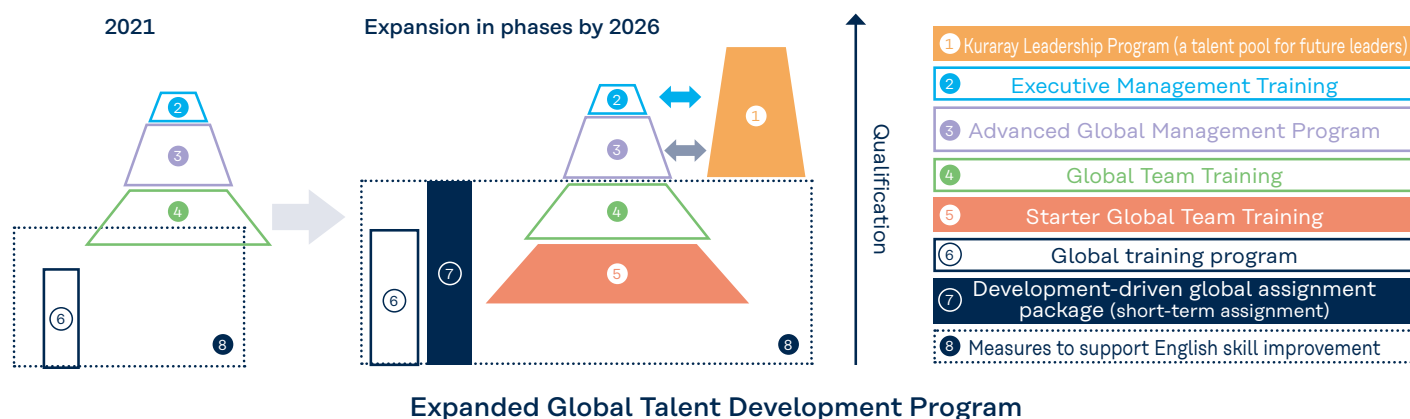 2021
2
3
4
6
8
Expansion in phases by 2026
2
1
3
4
7
5
6
8
Qualification
1 Kuraray Leadership Program (a talent pool for future leaders)
2 Executive Management Training
3 Advanced Global Management Program
4 Global Team Training
5 Starter Global Team Training
6 Global training program
7 Development-driven global assignment
package (short-term assignment)
8 Measures to support English skill improvement
Expanded Global Talent Development Program